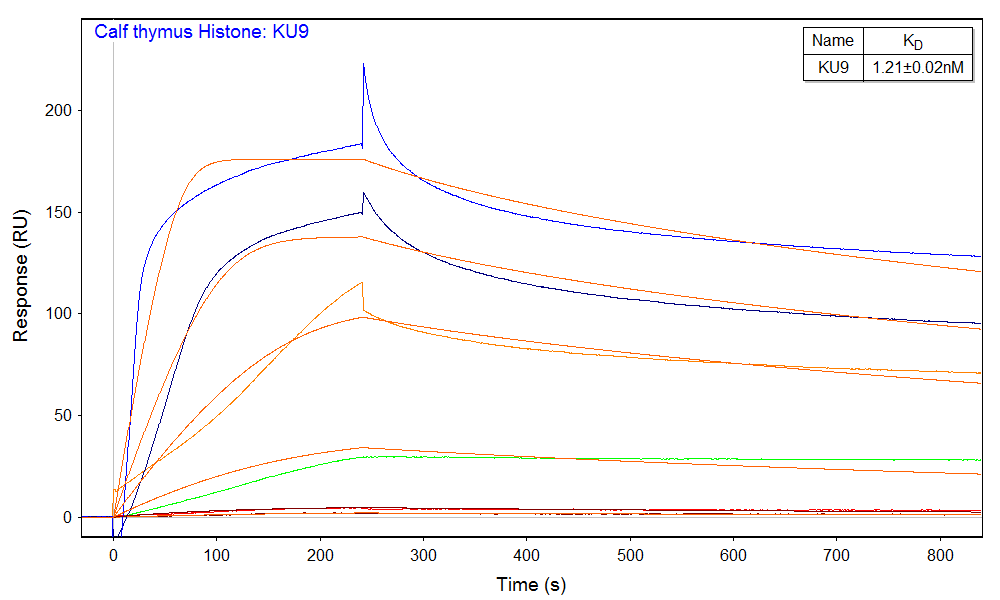 Calf thymus Histone: KU9
Name KD
KU9 1.21±0.02nM
200
150
100
50
0
Response (RU)
0 100 200 300 400 500 600 700 800
Time (s)